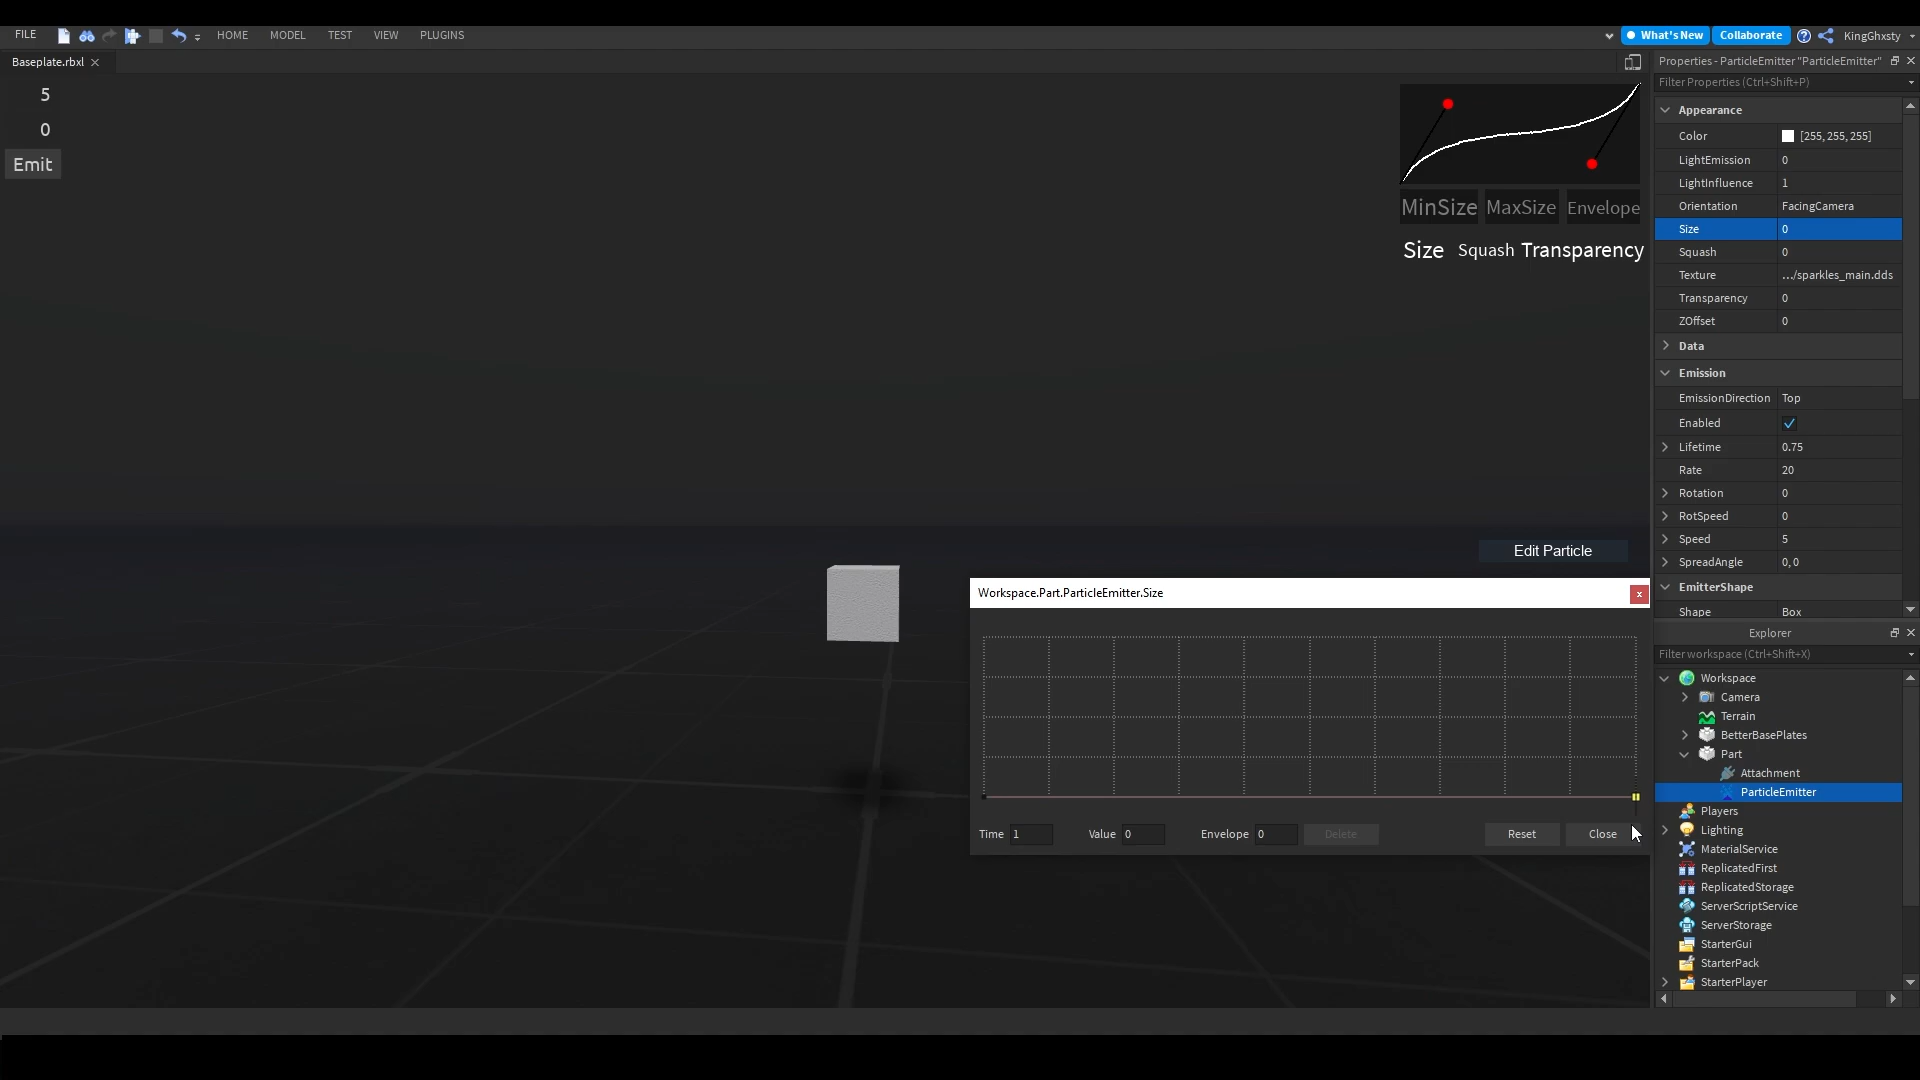 FILE HOME MODEL TEST VIEW PLUGINS What's New Collaborate KingGhxsty
Baseplate.rbxl
5
0
Emit
MinSize MaxSize Envelope
Size Squash Transparency
Edit Particle
Workspace.Part.ParticleEmitter.Size
Time 1 Value 0 Envelope 0 Delete Reset Close
Properties - ParticleEmitter "ParticleEmitter"
Filter Properties (Ctrl+Shift+P)
Appearance
Color [255, 255, 255]
LightEmission 0
LightInfluence 1
Orientation FacingCamera
Size 0
Squash 0
Texture .../sparkles_main.dds
Transparency 0
ZOffset 0
Data
Emission
EmissionDirection Top
Enabled
Lifetime 0.75
Rate 20
Rotation 0
RotSpeed 0
Speed 5
SpreadAngle 0, 0
EmitterShape
Shape Box
Explorer
Filter workspace (Ctrl+Shift+X)
Workspace
Camera
Terrain
BetterBasePlates
Part
Attachment
ParticleEmitter
Players
Lighting
MaterialService
ReplicatedFirst
ReplicatedStorage
ServerScriptService
ServerStorage
StarterGui
StarterPack
StarterPlayer